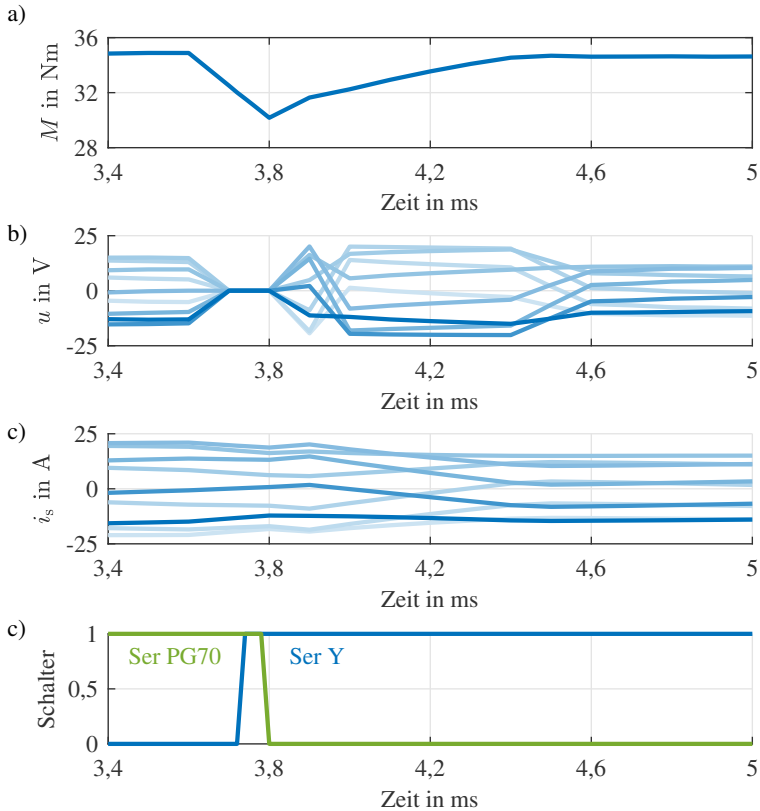 a)
M in Nm
36
32
28
3,4 3,8 4,2 4,6 5
Zeit in ms
b)
u in V
25
0
-25
3,4 3,8 4,2 4,6 5
Zeit in ms
c)
i_s in A
25
0
-25
3,4 3,8 4,2 4,6 5
Zeit in ms
c)
Schalter
1
0,5
0
Ser PG70 Ser Y
3,4 3,8 4,2 4,6 5
Zeit in ms